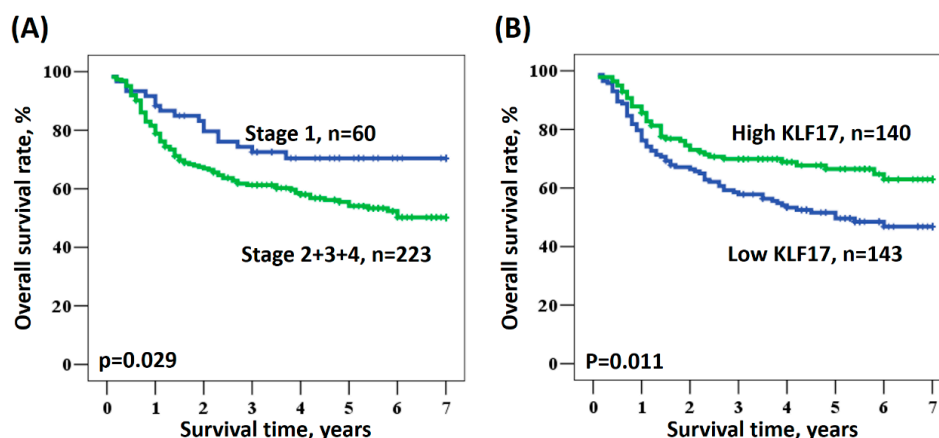 (A)
Overall survival rate, %
100
80
60
40
20
0
Stage 1, n=60
Stage 2+3+4, n=223
p=0.029
0 1 2 3 4 5 6 7
Survival time, years
(B)
Overall survival rate, %
100
80
60
40
20
0
High KLF17, n=140
Low KLF17, n=143
P=0.011
0 1 2 3 4 5 6 7
Survival time, years